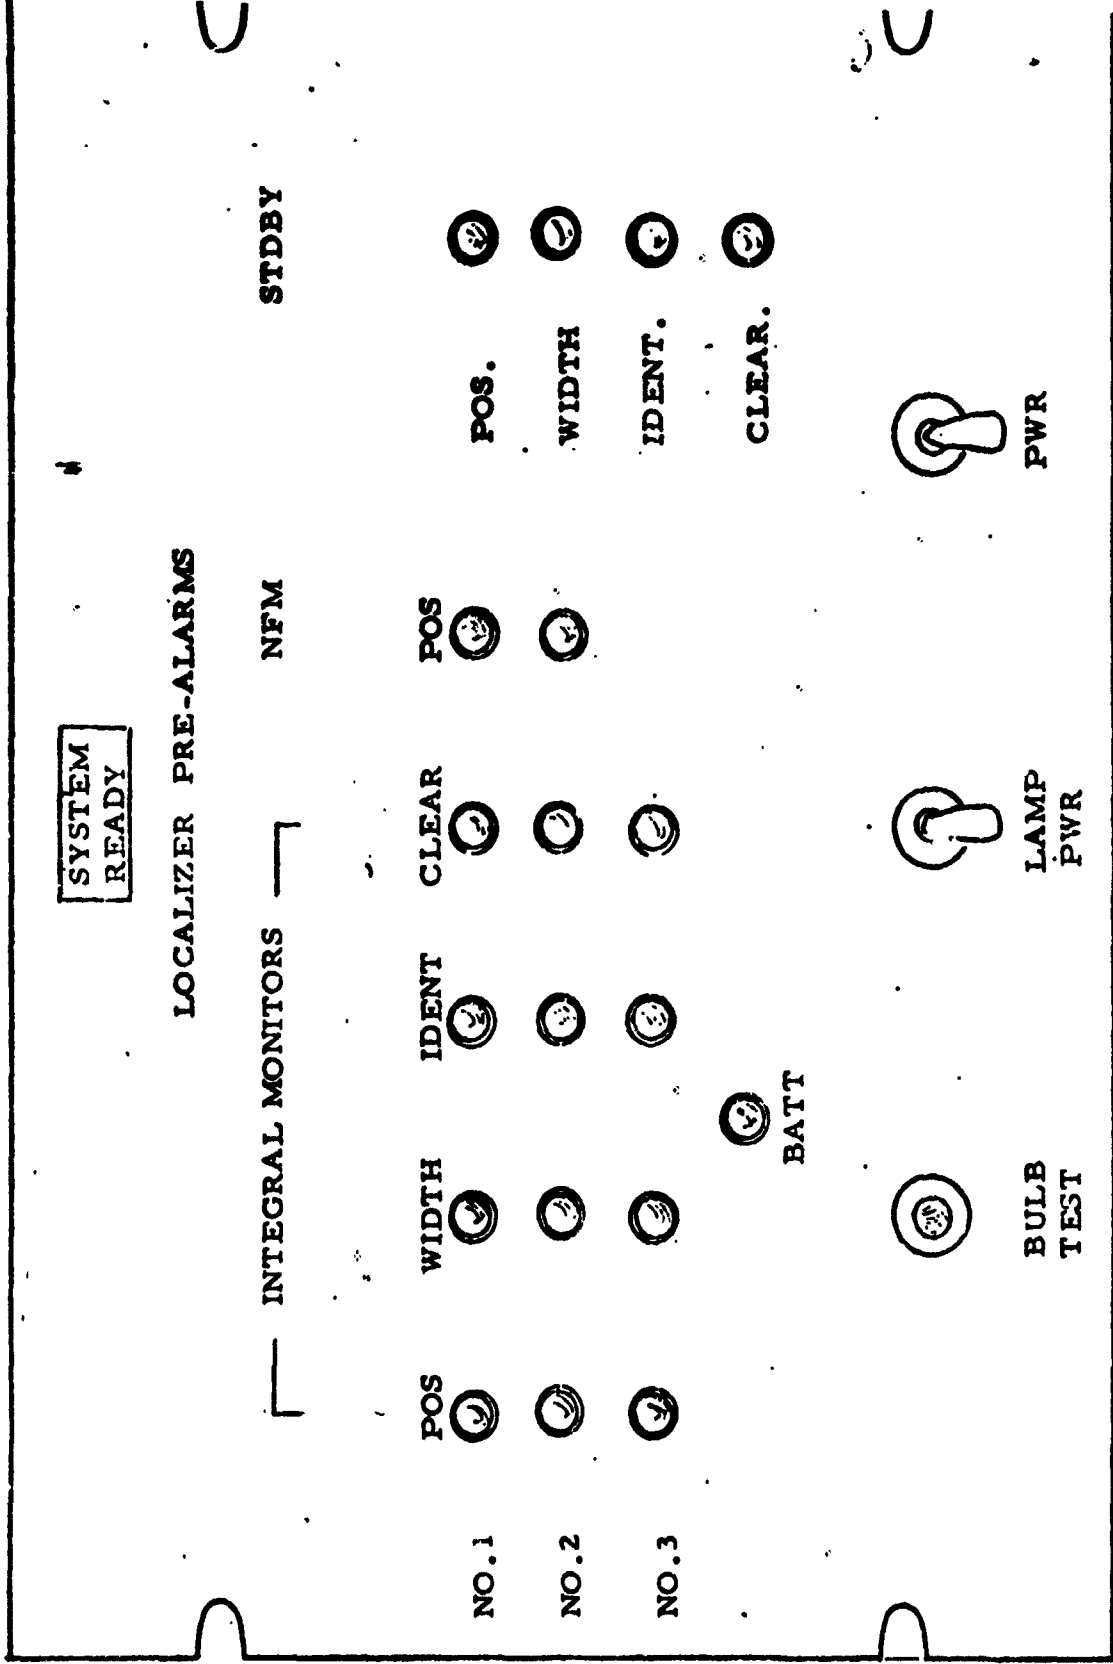 SYSTEM
READY
LOCALIZER PRE-ALARMS
INTEGRAL MONITORS
NFM
STDBY
POS
WIDTH
IDENT
CLEAR
POS
NO.1
POS.
NO.2
WIDTH
NO.3
IDENT.
BATT
CLEAR.
BULB
TEST
LAMP
PWR
PWR